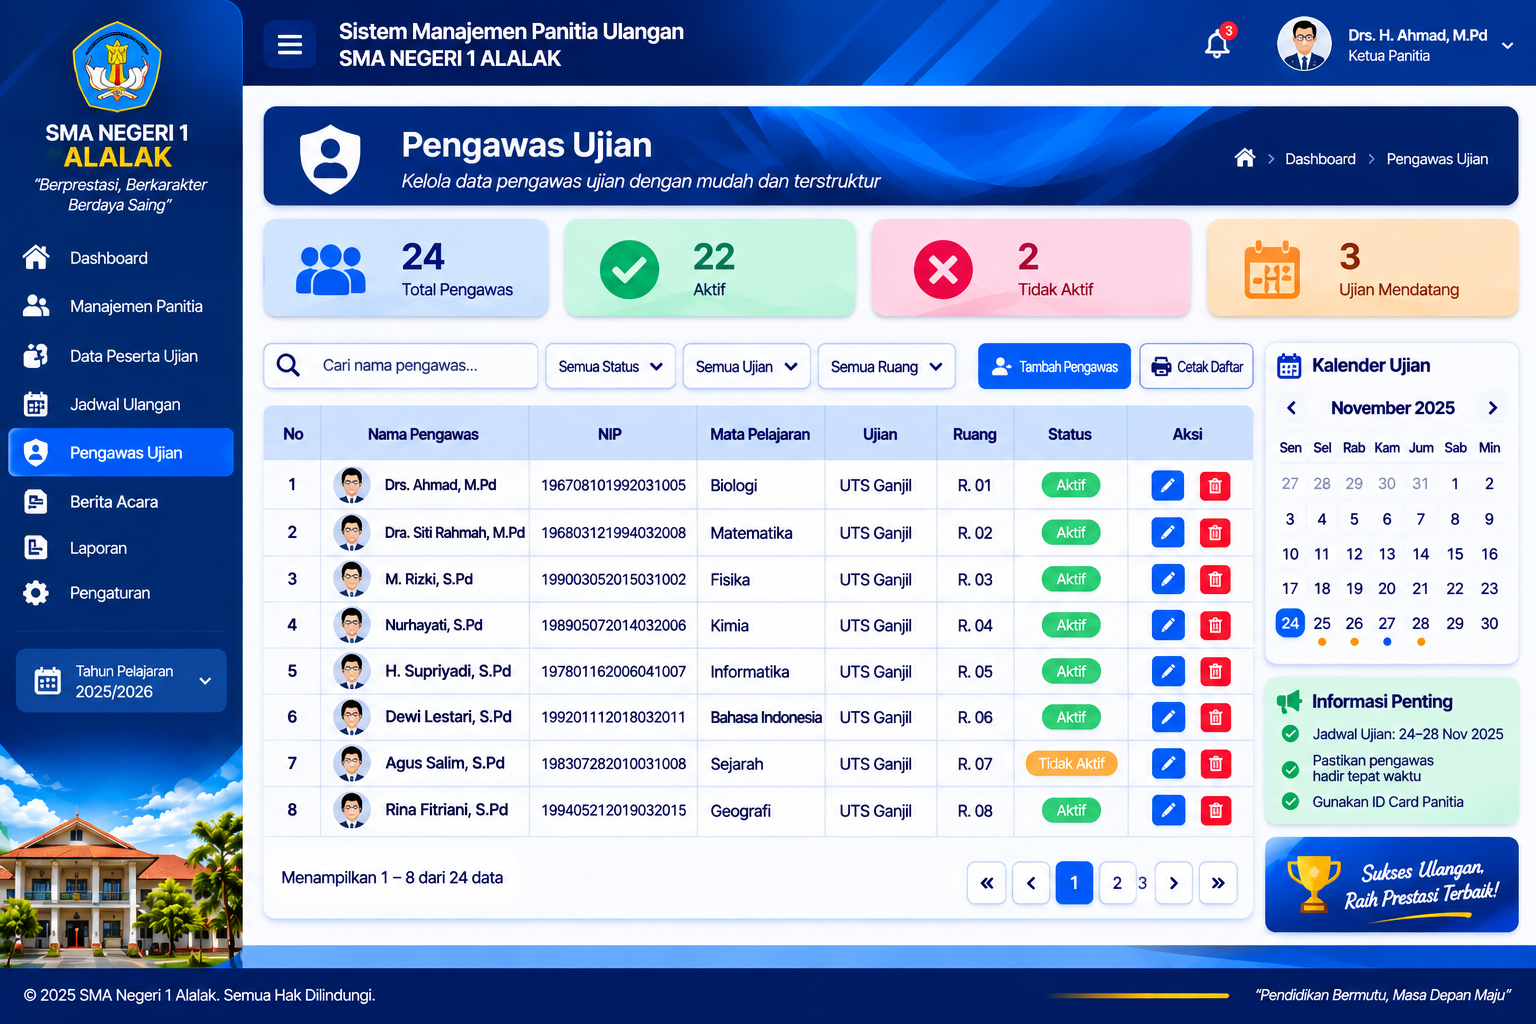 SMA NEGERI 1
ALALAK
“Berprestasi, Berkarakter
Berdaya Saing”
Dashboard
Manajemen Panitia
Data Peserta Ujian
Jadwal Ulangan
Pengawas Ujian
Berita Acara
Laporan
Pengaturan
Tahun Pelajaran
2025/2026
Sistem Manajemen Panitia Ulangan
SMA NEGERI 1 ALALAK
3
Drs. H. Ahmad, M.Pd
Ketua Panitia
Pengawas Ujian
Kelola data pengawas ujian dengan mudah dan terstruktur
Dashboard Pengawas Ujian
24
Total Pengawas
22
Aktif
2
Tidak Aktif
3
Ujian Mendatang
Cari nama pengawas...
Semua Status
Semua Ujian
Semua Ruang
Tambah Pengawas
Cetak Daftar
No Nama Pengawas NIP Mata Pelajaran Ujian Ruang Status Aksi
1 Drs. Ahmad, M.Pd 196708101992031005 Biologi UTS Ganjil R. 01 Aktif
2 Dra. Siti Rahmah, M.Pd 196803121994032008 Matematika UTS Ganjil R. 02 Aktif
3 M. Rizki, S.Pd 199003052015031002 Fisika UTS Ganjil R. 03 Aktif
4 Nurhayati, S.Pd 198905072014032006 Kimia UTS Ganjil R. 04 Aktif
5 H. Supriyadi, S.Pd 197801162006041007 Informatika UTS Ganjil R. 05 Aktif
6 Dewi Lestari, S.Pd 199201112018032011 Bahasa Indonesia UTS Ganjil R. 06 Aktif
7 Agus Salim, S.Pd 198307282010031008 Sejarah UTS Ganjil R. 07 Tidak Aktif
8 Rina Fitriani, S.Pd 199405212019032015 Geografi UTS Ganjil R. 08 Aktif
Menampilkan 1 – 8 dari 24 data
« ‹ 1 2 3 › »
Kalender Ujian
November 2025
Sen Sel Rab Kam Jum Sab Min
27 28 29 30 31 1 2
3 4 5 6 7 8 9
10 11 12 13 14 15 16
17 18 19 20 21 22 23
24 25 26 27 28 29 30
Informasi Penting
Jadwal Ujian: 24–28 Nov 2025
Pastikan pengawas
hadir tepat waktu
Gunakan ID Card Panitia
Sukses Ulangan,
Raih Prestasi Terbaik!
© 2025 SMA Negeri 1 Alalak. Semua Hak Dilindungi.
“Pendidikan Bermutu, Masa Depan Maju”